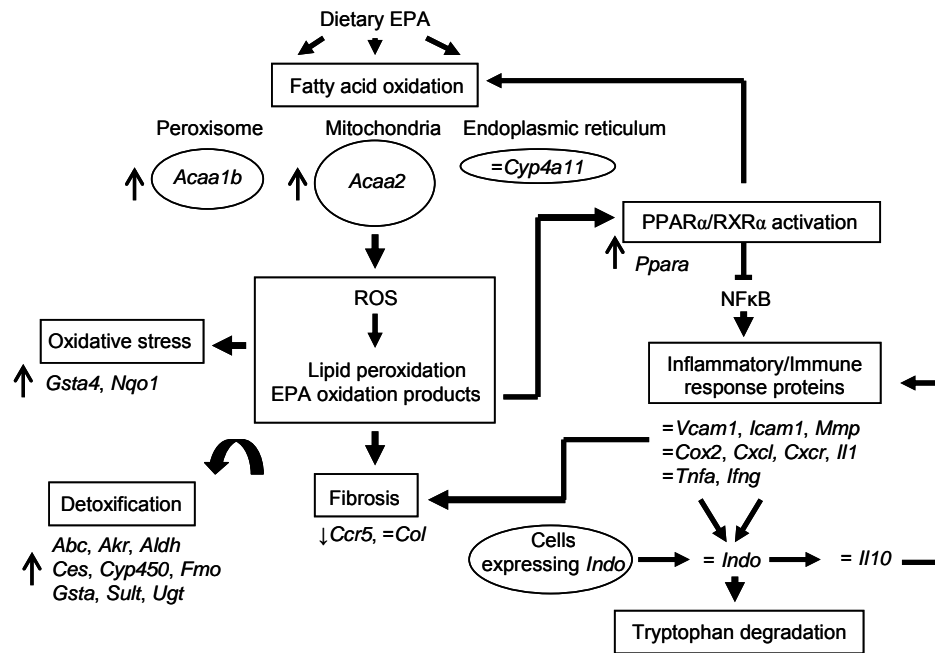 Dietary EPA
Fatty acid oxidation
Peroxisome
Mitochondria
Endoplasmic reticulum
Acaa1b
Acaa2
=Cyp4a11
PPARα/RXRα activation
Ppara
NFκB
ROS
Lipid peroxidation
EPA oxidation products
Oxidative stress
Gsta4, Nqo1
Inflammatory/Immune
response proteins
=Vcam1, Icam1, Mmp
=Cox2, Cxcl, Cxcr, Il1
=Tnfa, Ifng
Detoxification
Abc, Akr, Aldh
Ces, Cyp450, Fmo
Gsta, Sult, Ugt
Fibrosis
↓Ccr5, =Col
Cells
expressing Indo
= Indo
= Il10
Tryptophan degradation